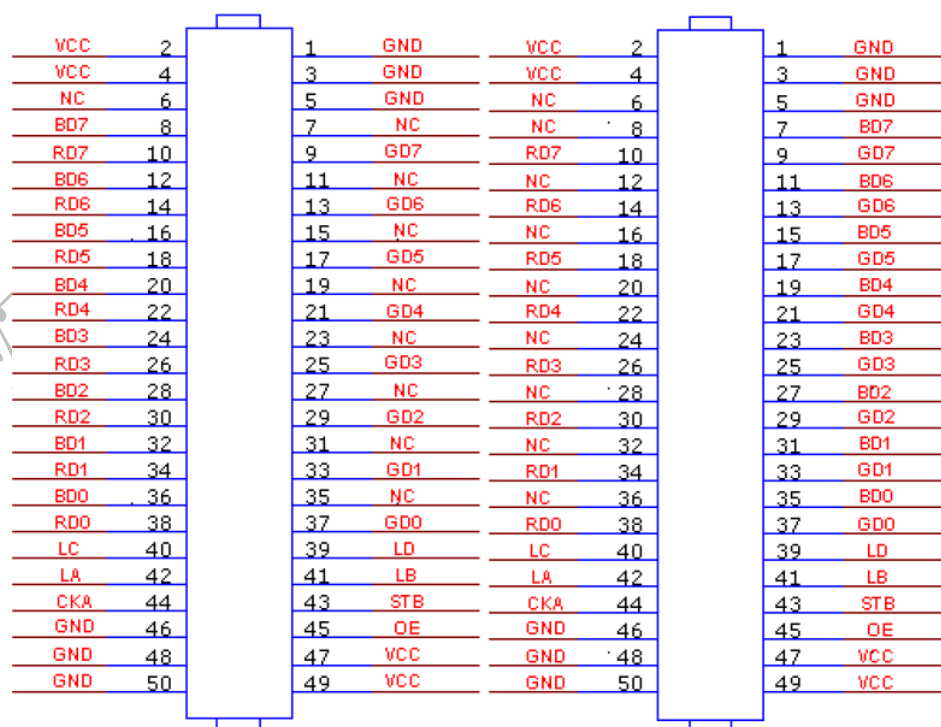 VCC 2 1 GND VCC 2 1 GND
VCC 4 3 GND VCC 4 3 GND
NC 6 5 GND NC 6 5 GND
BD7 8 7 NC NC 8 7 BD7
RD7 10 9 GD7 RD7 10 9 GD7
BD6 12 11 NC NC 12 11 BD6
RD6 14 13 GD6 RD6 14 13 GD6
BD5 16 15 NC NC 16 15 BD5
RD5 18 17 GD5 RD5 18 17 GD5
BD4 20 19 NC NC 20 19 BD4
RD4 22 21 GD4 RD4 22 21 GD4
BD3 24 23 NC NC 24 23 BD3
RD3 26 25 GD3 RD3 26 25 GD3
BD2 28 27 NC NC 28 27 BD2
RD2 30 29 GD2 RD2 30 29 GD2
BD1 32 31 NC NC 32 31 BD1
RD1 34 33 GD1 RD1 34 33 GD1
BD0 36 35 NC NC 36 35 BD0
RD0 38 37 GD0 RD0 38 37 GD0
LC 40 39 LD LC 40 39 LD
LA 42 41 LB LA 42 41 LB
CKA 44 43 STB CKA 44 43 STB
GND 46 45 OE GND 46 45 OE
GND 48 47 VCC GND 48 47 VCC
GND 50 49 VCC GND 50 49 VCC